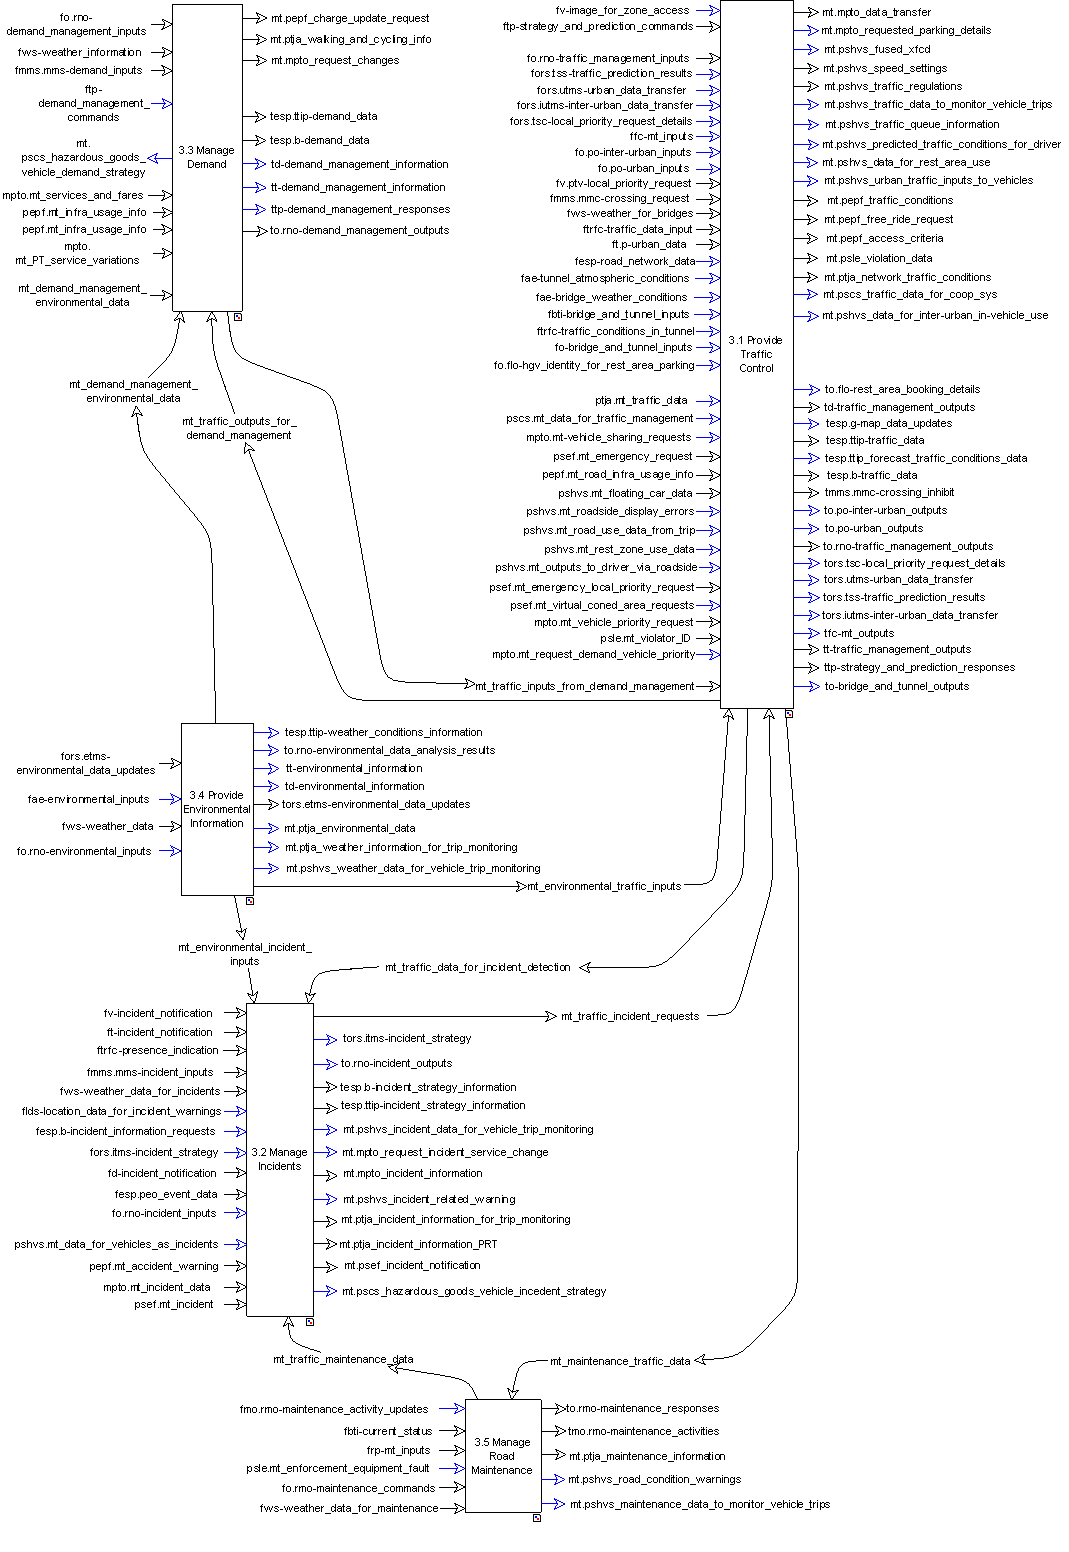 fo.rno-
demand_management_inputs
fws-weather_information
fmms.mms-demand_inputs
ftp-
demand_management_
commands
mt.
pscs_hazardous_goods_
vehicle_demand_strategy
mpto.mt_services_and_fares
pepf.mt_infra_usage_info
pepf.mt_infra_usage_info
mpto.
mt_PT_service_variations
mt_demand_management_
environmental_data
3.3 Manage
Demand
mt.pepf_charge_update_request
mt.ptja_walking_and_cycling_info
mt.mpto_request_changes
tesp.ttip-demand_data
tesp.b-demand_data
td-demand_management_information
tt-demand_management_information
ttp-demand_management_responses
to.rno-demand_management_outputs
mt_demand_management_
environmental_data
mt_traffic_outputs_for_
demand_management
fv-image_for_zone_access
ftp-strategy_and_prediction_commands
fo.rno-traffic_management_inputs
fors.tss-traffic_prediction_results
fors.utms-urban_data_transfer
fors.iutms-inter-urban_data_transfer
fors.tsc-local_priority_request_details
ffc-mt_inputs
fo.po-inter-urban_inputs
fo.po-urban_inputs
fv.ptv-local_priority_request
fmms.mmc-crossing_request
fws-weather_for_bridges
ftrfc-traffic_data_input
ft.p-urban_data
fesp-road_network_data
fae-tunnel_atmospheric_conditions
fae-bridge_weather_conditions
fbti-bridge_and_tunnel_inputs
ftrfc-traffic_conditions_in_tunnel
fo-bridge_and_tunnel_inputs
fo.flo-hgv_identity_for_rest_area_parking
ptja.mt_traffic_data
pscs.mt_data_for_traffic_management
mpto.mt-vehicle_sharing_requests
psef.mt_emergency_request
pepf.mt_road_infra_usage_info
pshvs.mt_floating_car_data
pshvs.mt_roadside_display_errors
pshvs.mt_road_use_data_from_trip
pshvs.mt_rest_zone_use_data
pshvs.mt_outputs_to_driver_via_roadside
psef.mt_emergency_local_priority_request
psef.mt_virtual_coned_area_requests
mpto.mt_vehicle_priority_request
psle.mt_violator_ID
mpto.mt_request_demand_vehicle_priority
mt_traffic_inputs_from_demand_management
3.1 Provide
Traffic
Control
mt.mpto_data_transfer
mt.mpto_requested_parking_details
mt.pshvs_fused_xfcd
mt.pshvs_speed_settings
mt.pshvs_traffic_regulations
mt.pshvs_traffic_data_to_monitor_vehicle_trips
mt.pshvs_traffic_queue_information
mt.pshvs_predicted_traffic_conditions_for_driver
mt.pshvs_data_for_rest_area_use
mt.pshvs_urban_traffic_inputs_to_vehicles
mt.pepf_traffic_conditions
mt.pepf_free_ride_request
mt.pepf_access_criteria
mt.psle_violation_data
mt.ptja_network_traffic_conditions
mt.pscs_traffic_data_for_coop_sys
mt.pshvs_data_for_inter-urban_in-vehicle_use
to.flo-rest_area_booking_details
td-traffic_management_outputs
tesp.g-map_data_updates
tesp.ttip-traffic_data
tesp.ttip_forecast_traffic_conditions_data
tesp.b-traffic_data
tmms.mmc-crossing_inhibit
to.po-inter-urban_outputs
to.po-urban_outputs
to.rno-traffic_management_outputs
tors.tsc-local_priority_request_details
tors.utms-urban_data_transfer
tors.tss-traffic_prediction_results
tors.iutms-inter-urban_data_transfer
tfc-mt_outputs
tt-traffic_management_outputs
ttp-strategy_and_prediction_responses
to-bridge_and_tunnel_outputs
fors.etms-
environmental_data_updates
fae-environmental_inputs
fws-weather_data
fo.rno-environmental_inputs
3.4 Provide
Environmental
Information
tesp.ttip-weather_conditions_information
to.rno-environmental_data_analysis_results
tt-environmental_information
td-environmental_information
tors.etms-environmental_data_updates
mt.ptja_environmental_data
mt.ptja_weather_information_for_trip_monitoring
mt.pshvs_weather_data_for_vehicle_trip_monitoring
mt_environmental_traffic_inputs
mt_environmental_incident_
inputs
mt_traffic_data_for_incident_detection
mt_traffic_incident_requests
fv-incident_notification
ft-incident_notification
ftrfc-presence_indication
fmms.mms-incident_inputs
fws-weather_data_for_incidents
flds-location_data_for_incident_warnings
fesp.b-incident_information_requests
fors.itms-incident_strategy
fd-incident_notification
fesp.peo_event_data
fo.rno-incident_inputs
pshvs.mt_data_for_vehicles_as_incidents
pepf.mt_accident_warning
mpto.mt_incident_data
psef.mt_incident
3.2 Manage
Incidents
tors.itms-incident_strategy
to.rno-incident_outputs
tesp.b-incident_strategy_information
tesp.ttip-incident_strategy_information
mt.pshvs_incident_data_for_vehicle_trip_monitoring
mt.mpto_request_incident_service_change
mt.mpto_incident_information
mt.pshvs_incident_related_warning
mt.ptja_incident_information_for_trip_monitoring
mt.ptja_incident_information_PRT
mt.psef_incident_notification
mt.pscs_hazardous_goods_vehicle_incedent_strategy
mt_traffic_maintenance_data
mt_maintenance_traffic_data
fmo.rmo-maintenance_activity_updates
fbti-current_status
frp-mt_inputs
psle.mt_enforcement_equipment_fault
fo.rmo-maintenance_commands
fws-weather_data_for_maintenance
3.5 Manage
Road
Maintenance
to.rmo-maintenance_responses
tmo.rmo-maintenance_activities
mt.ptja_maintenance_information
mt.pshvs_road_condition_warnings
mt.pshvs_maintenance_data_to_monitor_vehicle_trips